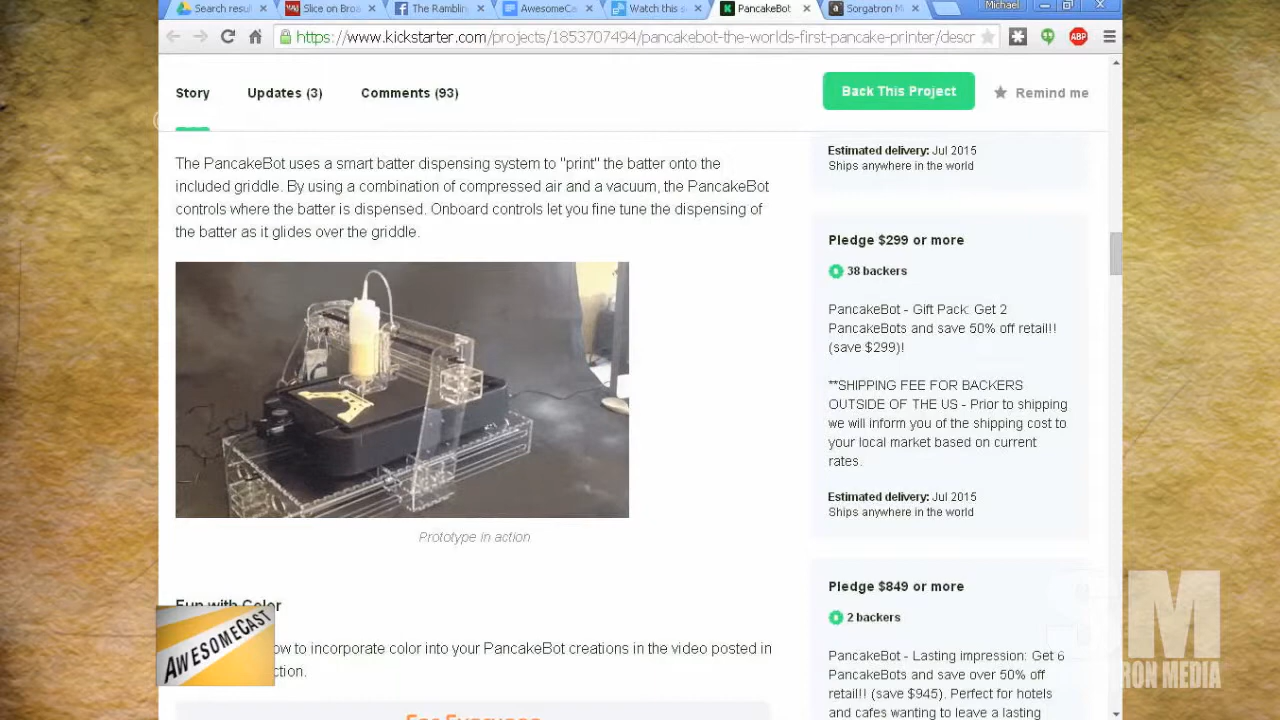 Search resul
Slice on Bro
The Ramblin
AwesomeCa
Watch this s
PancakeBot
Sorgatron M
Michael
https://www.kickstarter.com/projects/1853707494/pancakebot-the-worlds-first-pancake-printer/descr
ABP
Story
Updates (3)
Comments (93)
Back This Project
Remind me
The PancakeBot uses a smart batter dispensing system to "print" the batter onto the
included griddle. By using a combination of compressed air and a vacuum, the PancakeBot
controls where the batter is dispensed. Onboard controls let you fine tune the dispensing of
the batter as it glides over the griddle.
Prototype in action
Fun with Color
ow to incorporate color into your PancakeBot creations in the video posted in
ction.
Estimated delivery: Jul 2015
Ships anywhere in the world
Pledge $299 or more
38 backers
PancakeBot - Gift Pack: Get 2
PancakeBots and save 50% off retail!!
(save $299)!
**SHIPPING FEE FOR BACKERS
OUTSIDE OF THE US - Prior to shipping
we will inform you of the shipping cost to
your local market based on current
rates.
Estimated delivery: Jul 2015
Ships anywhere in the world
Pledge $849 or more
2 backers
PancakeBot - Lasting impression: Get 6
PancakeBots and save over 50% off
retail!! (save $945). Perfect for hotels
and cafes wanting to leave a lasting
AWESOMECAST
SM
RON MEDIA